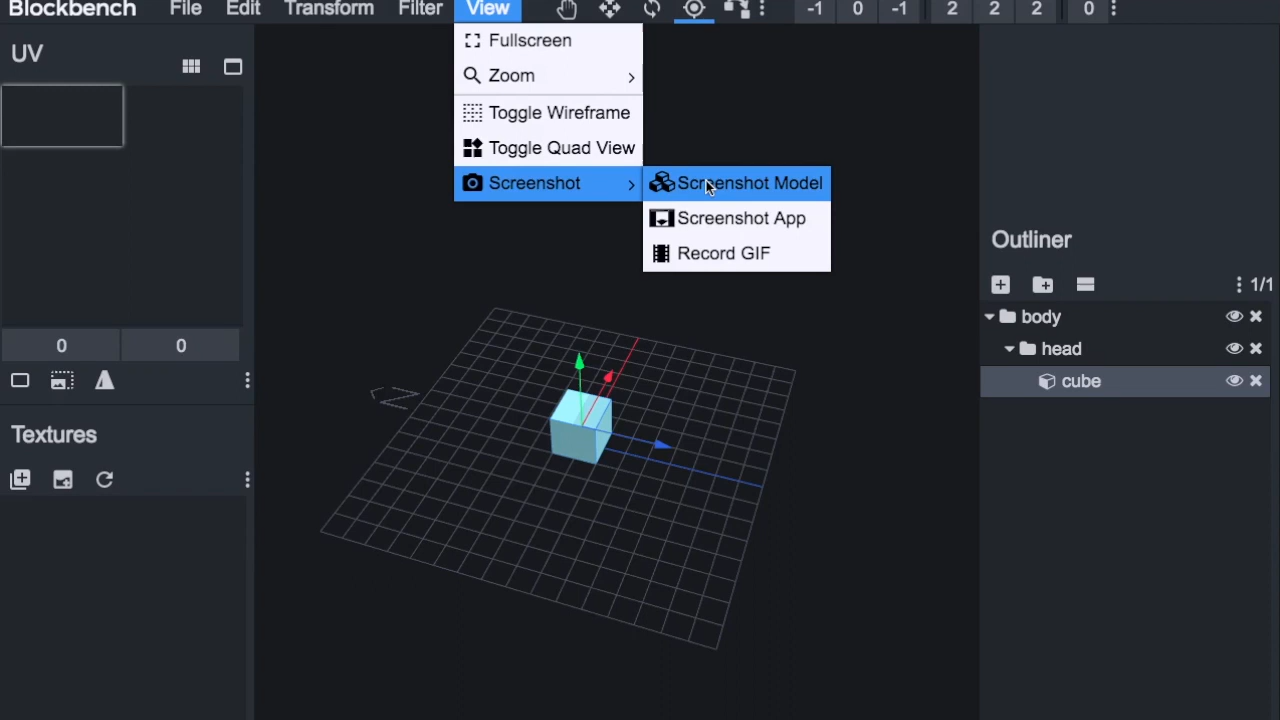 Blockbench File Edit Transform Filter View -1 0 -1 2 2 2 0
UV
Fullscreen
Zoom
Toggle Wireframe
Toggle Quad View
Screenshot
Screenshot Model
Screenshot App
Record GIF
0 0
Textures
Outliner
1/1
body
head
cube